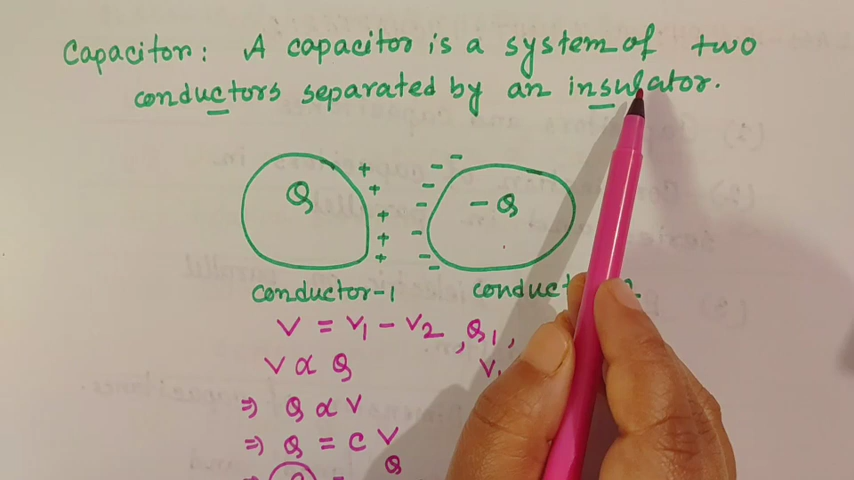 Capacitor: A capacitor is a system of two
conductors separated by an insulator.
+ + + + +
- - - - - - -
Q
- Q
conductor-1
V = V₁ - V₂, Q₁,
V ∝ Q
⇒ Q ∝ V
⇒ Q = C V